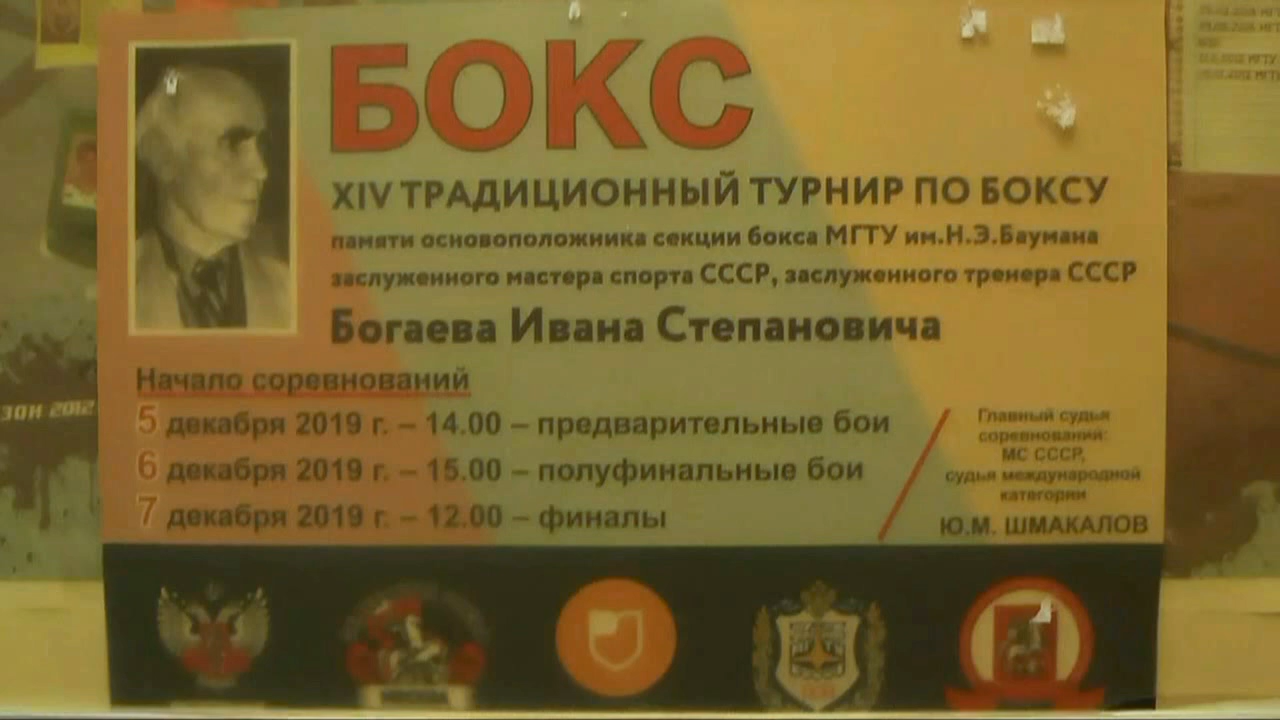 БОКС
XIV ТРАДИЦИОННЫЙ ТУРНИР ПО БОКСУ
памяти основоположника секции бокса МГТУ им.Н.Э.Баумана
заслуженного мастера спорта СССР, заслуженного тренера СССР
Богаева Ивана Степановича
Начало соревнований
5 декабря 2019 г. – 14.00 – предварительные бои
6 декабря 2019 г. – 15.00 – полуфинальные бои
7 декабря 2019 г. – 12.00 – финалы
Главный судья
соревнований:
МС СССР,
судья международной
категории
Ю.М. ШМАКАЛОВ
ЗОН 2012